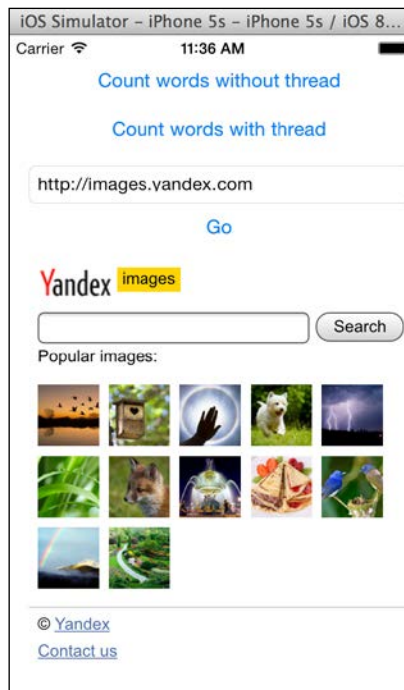 iOS Simulator – iPhone 5s – iPhone 5s / iOS 8...
Carrier 11:36 AM
Count words without thread
Count words with thread
http://images.yandex.com
Go
Yandex images
Search
Popular images:
© Yandex
Contact us